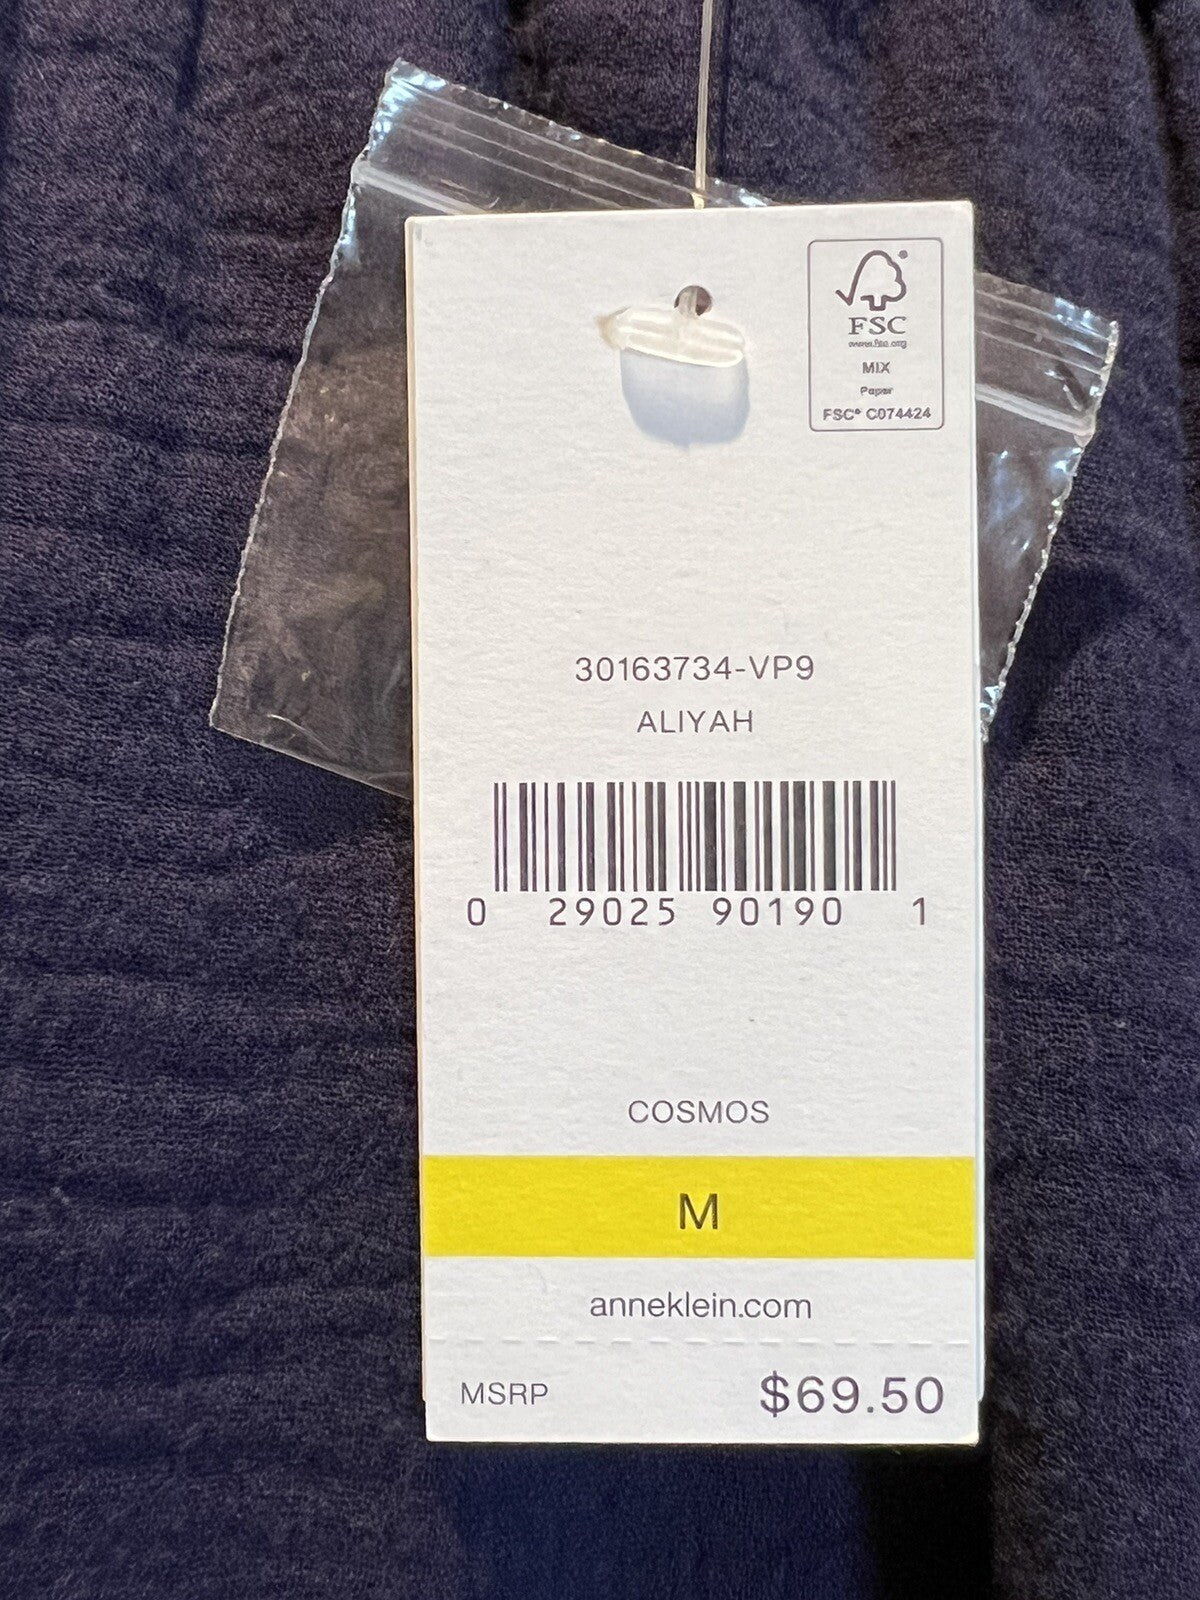 FSC
www.fsc.org
MIX
Paper
FSC® C074424
30163734-VP9
ALIYAH
0 29025 90190 1
COSMOS
M
anneklein.com
MSRP $69.50